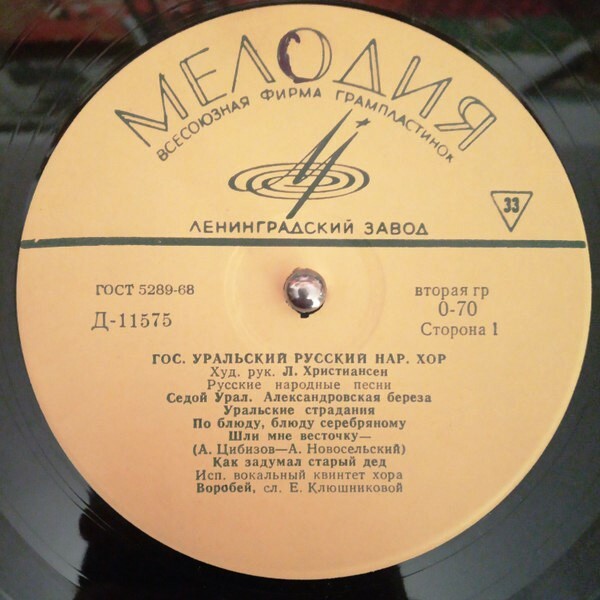 МЕЛОДИЯ
ВСЕСОЮЗНАЯ ФИРМА ГРАМПЛАСТИНОК
ЛЕНИНГРАДСКИЙ ЗАВОД
33
ГОСТ 5289-68
Д-11575
вторая гр
0-70
Сторона 1
ГОС. УРАЛЬСКИЙ РУССКИЙ НАР. ХОР
Худ. рук. Л. Христиансен
Русские народные песни
Седой Урал. Александровская береза
Уральские страдания
По блюду, блюду серебряному
Шли мне весточку—
(А. Цибизов—А. Новосельский)
Как задумал старый дед
Исп. вокальный квинтет хора
Воробей, сл. Е. Клюшниковой